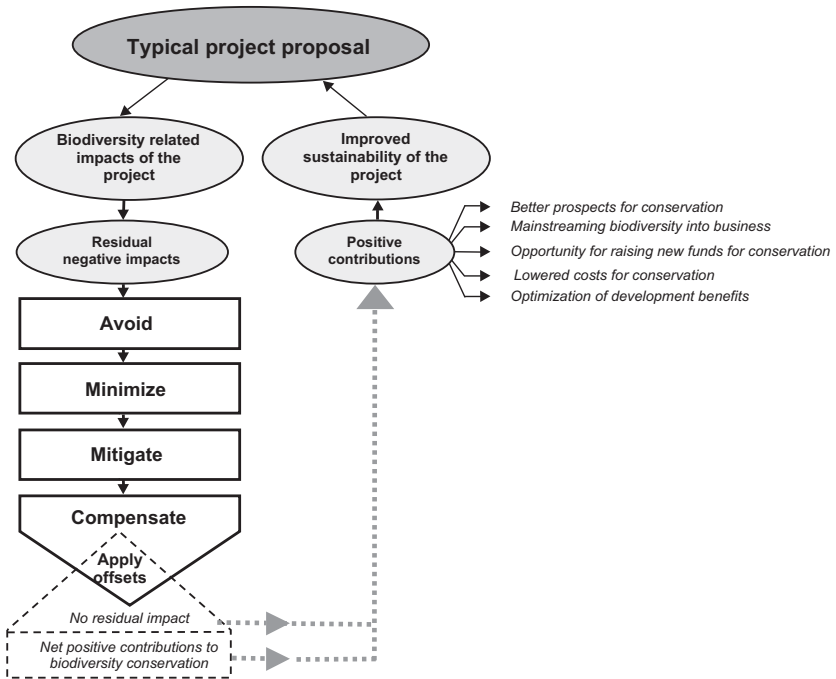 Typical project proposal
Biodiversity related
impacts of the
project
Improved
sustainability of the
project
Residual
negative impacts
Positive
contributions
Better prospects for conservation
Mainstreaming biodiversity into business
Opportunity for raising new funds for conservation
Lowered costs for conservation
Optimization of development benefits
Avoid
Minimize
Mitigate
Compensate
Apply
offsets
No residual impact
Net positive contributions to
biodiversity conservation